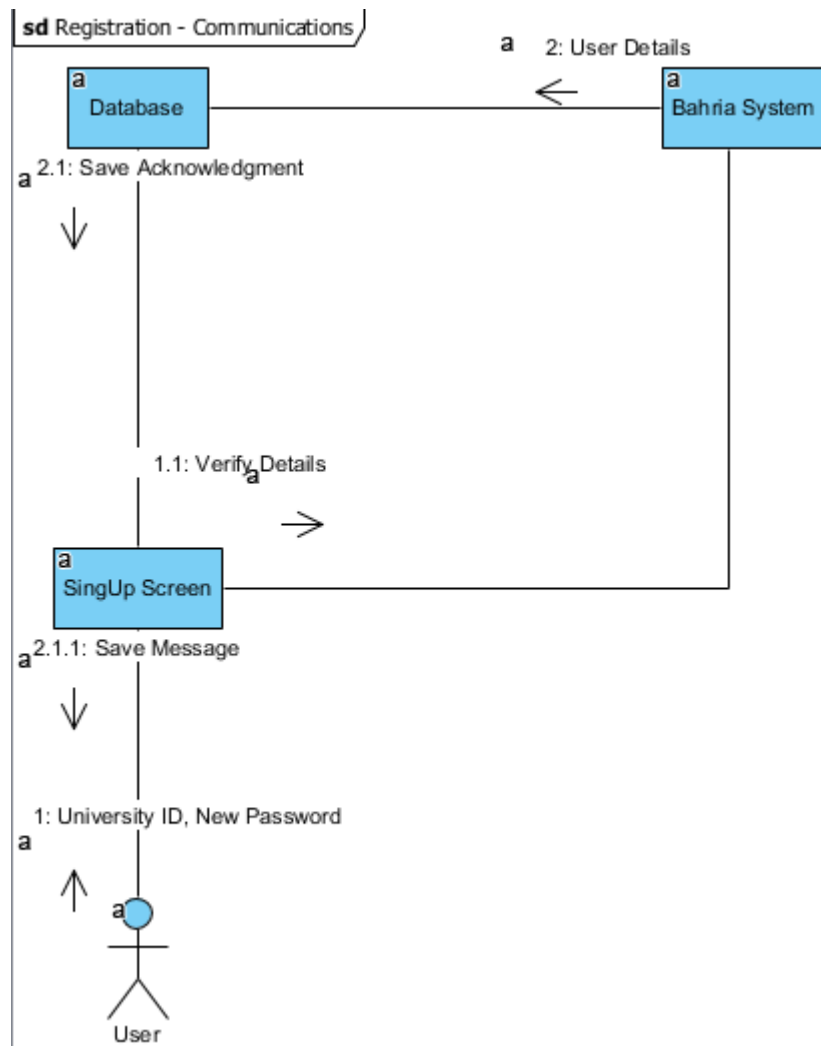 sd Registration - Communications
a 2: User Details
a
Database
a
Bahria System
a 2.1: Save Acknowledgment
1.1: Verify Details
a
a
SingUp Screen
a 2.1.1: Save Message
1: University ID, New Password
a
a
User